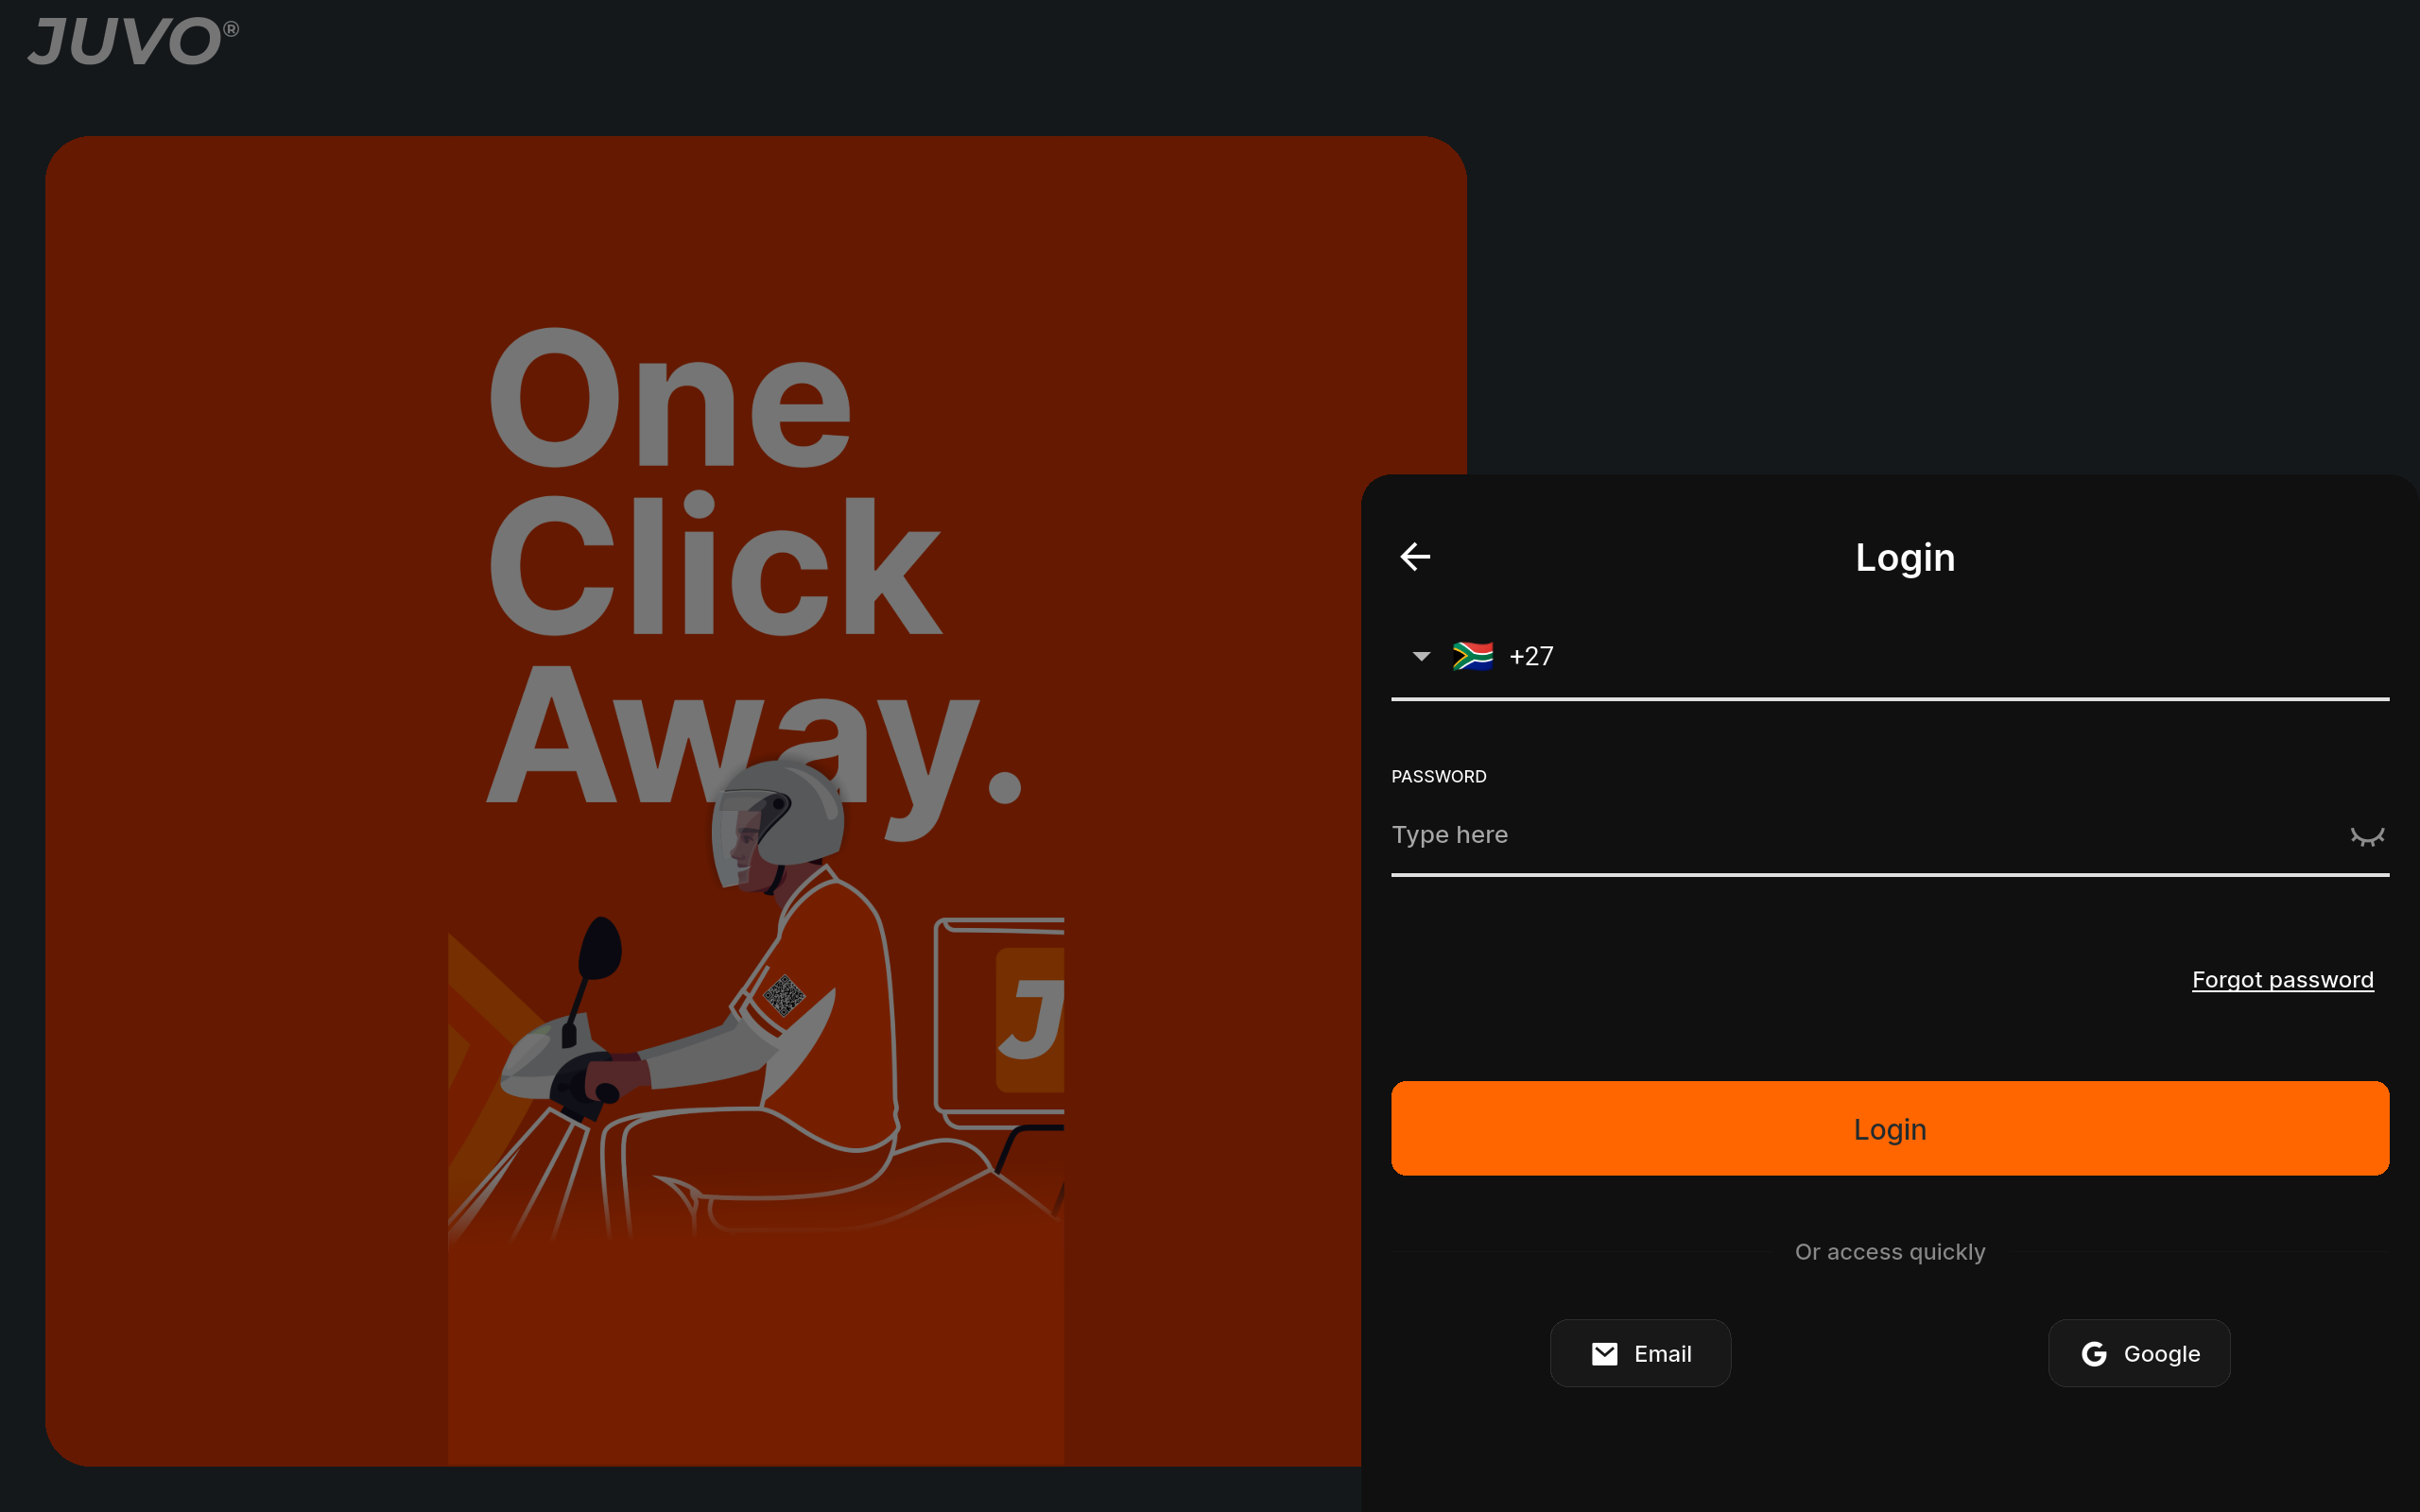 JUVO®
One
Click
Away.
J
Login
+27
PASSWORD
Type here
Forgot password
Login
Or access quickly
Email
Google